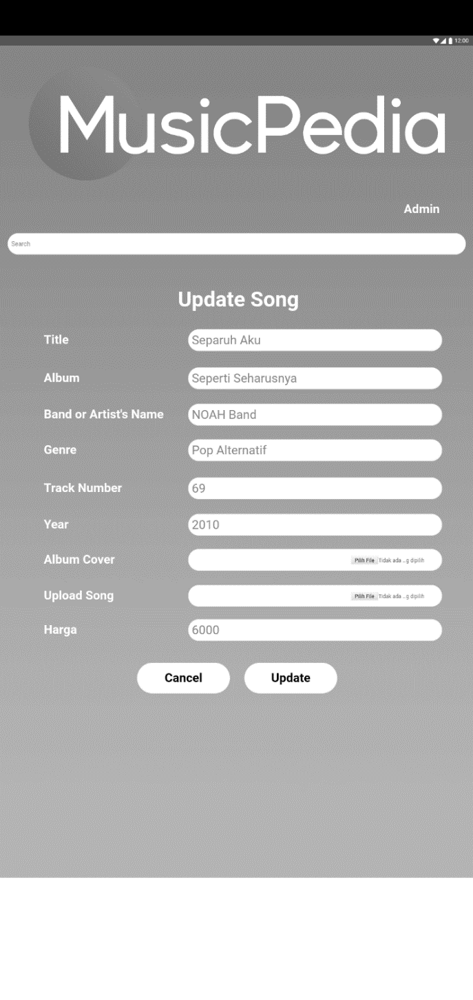 12:00
MusicPedia
Admin
Search
Update Song
Title Separuh Aku
Album Seperti Seharusnya
Band or Artist's Name NOAH Band
Genre Pop Alternatif
Track Number 69
Year 2010
Album Cover Pilih File Tidak ada ...g dipilih
Upload Song Pilih File Tidak ada ...g dipilih
Harga 6000
Cancel Update